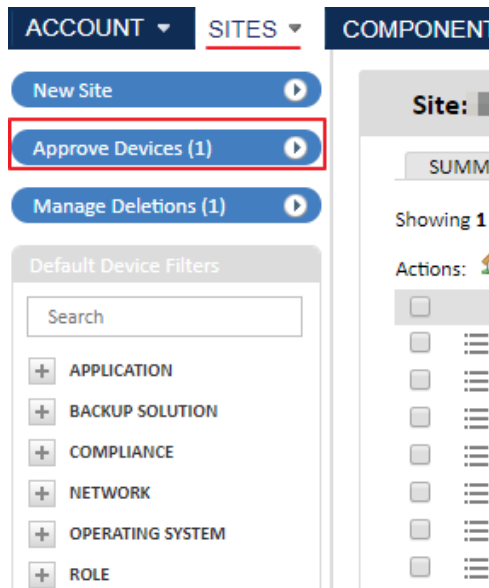 ACCOUNT SITES COMPONENT
New Site
Approve Devices (1)
Manage Deletions (1)
Default Device Filters
Search
APPLICATION
BACKUP SOLUTION
COMPLIANCE
NETWORK
OPERATING SYSTEM
ROLE
Site:
SUMM
Showing 1
Actions: